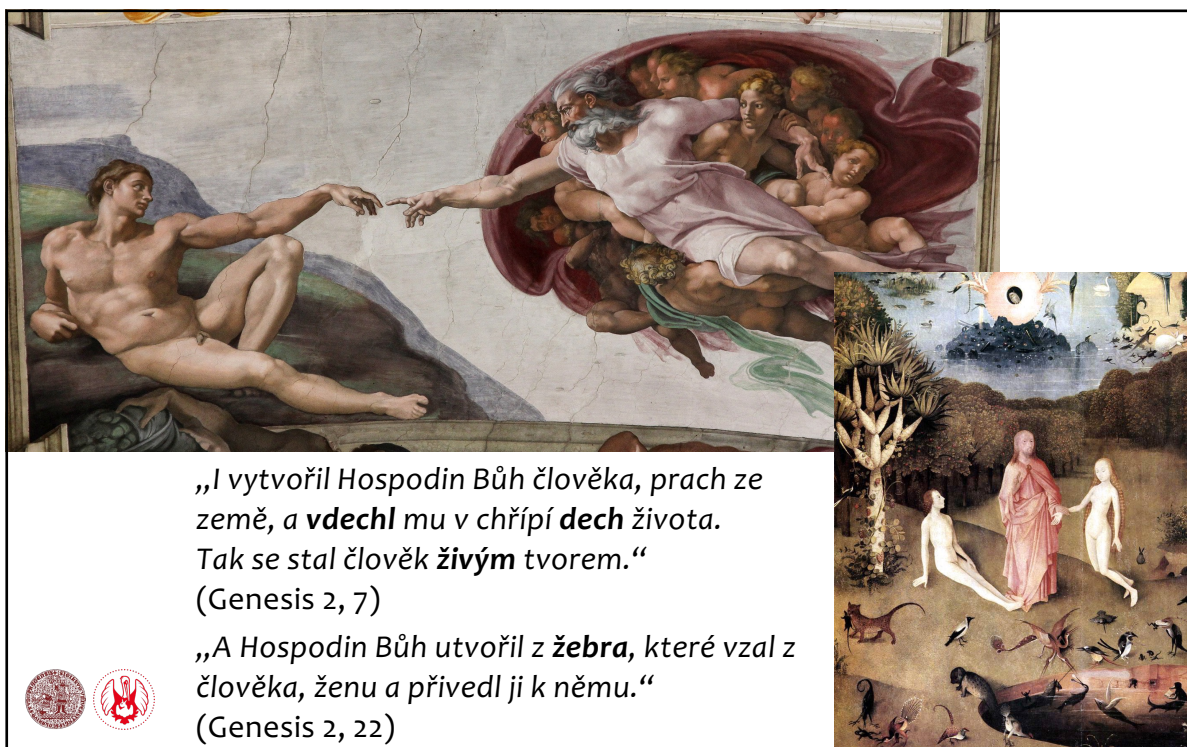 „I vytvořil Hospodin Bůh člověka, prach ze
země, a vdechl mu v chřípí dech života.
Tak se stal člověk živým tvorem.“
(Genesis 2, 7)
„A Hospodin Bůh utvořil z žebra, které vzal z
člověka, ženu a přivedl ji k němu.“
(Genesis 2, 22)